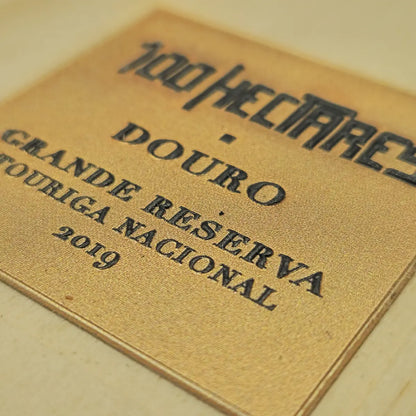 100 HECTARES
DOURO
GRANDE RESERVA
TOURIGA NACIONAL
2019